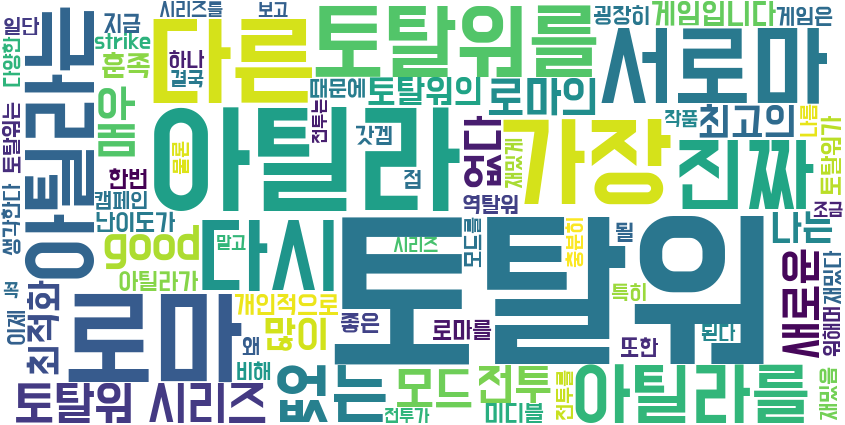 일단
지금
시리즈를
보고
굉장히
게임입니다
게임은
다양한
strike
하나
훈족
결국
다른
토탈워를
때문에
토탈워의
로마의
서로마
토탈워는
매우
아틸라는
물론
아틸라
전투는
갓겜
점
없다
재밌게
가장
작품
최고의
진짜
나름
토탈워가
한번
캠페인
생각한다
난이도가
역탈워
조금
good
다시
말고
시리즈
모드를
충분히
될
나는
아틸라가
토탈워
꼭
이제
최적화
로마
개인적으로
많이
왜
좋은
로마를
특히
또한
된다
새로운
재밌다
워해머
비해
토탈워 시리즈
없는
모드
전투
전투가
미디블
전투를
아틸라를
재밌음